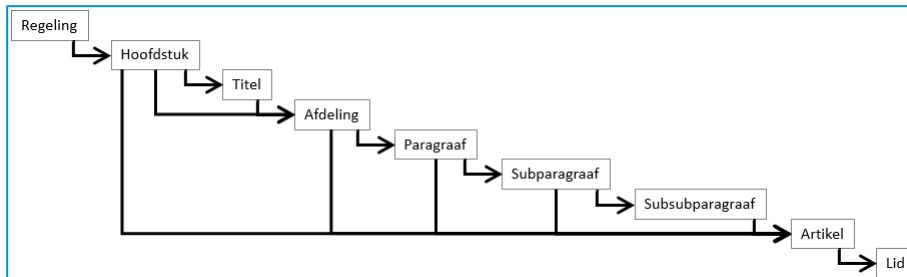 Regeling
Hoofdstuk
Titel
Afdeling
Paragraaf
Subparagraaf
Subsubparagraaf
Artikel
Lid